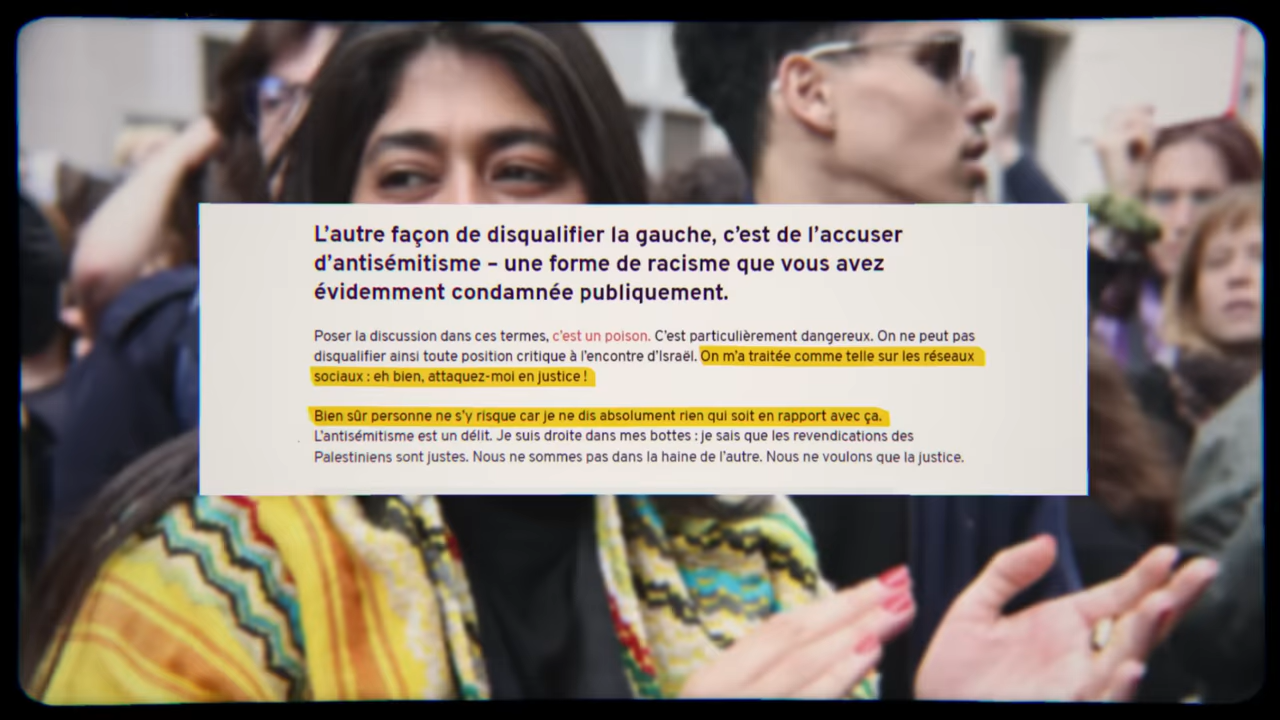 L'autre façon de disqualifier la gauche, c'est de l'accuser
d'antisémitisme – une forme de racisme que vous avez
évidemment condamnée publiquement.
Poser la discussion dans ces termes, c'est un poison. C'est particulièrement dangereux. On ne peut pas
disqualifier ainsi toute position critique à l'encontre d'Israël. On m'a traitée comme telle sur les réseaux
sociaux : eh bien, attaquez-moi en justice !
Bien sûr personne ne s'y risque car je ne dis absolument rien qui soit en rapport avec ça.
L'antisémitisme est un délit. Je suis droite dans mes bottes : je sais que les revendications des
Palestiniens sont justes. Nous ne sommes pas dans la haine de l'autre. Nous ne voulons que la justice.